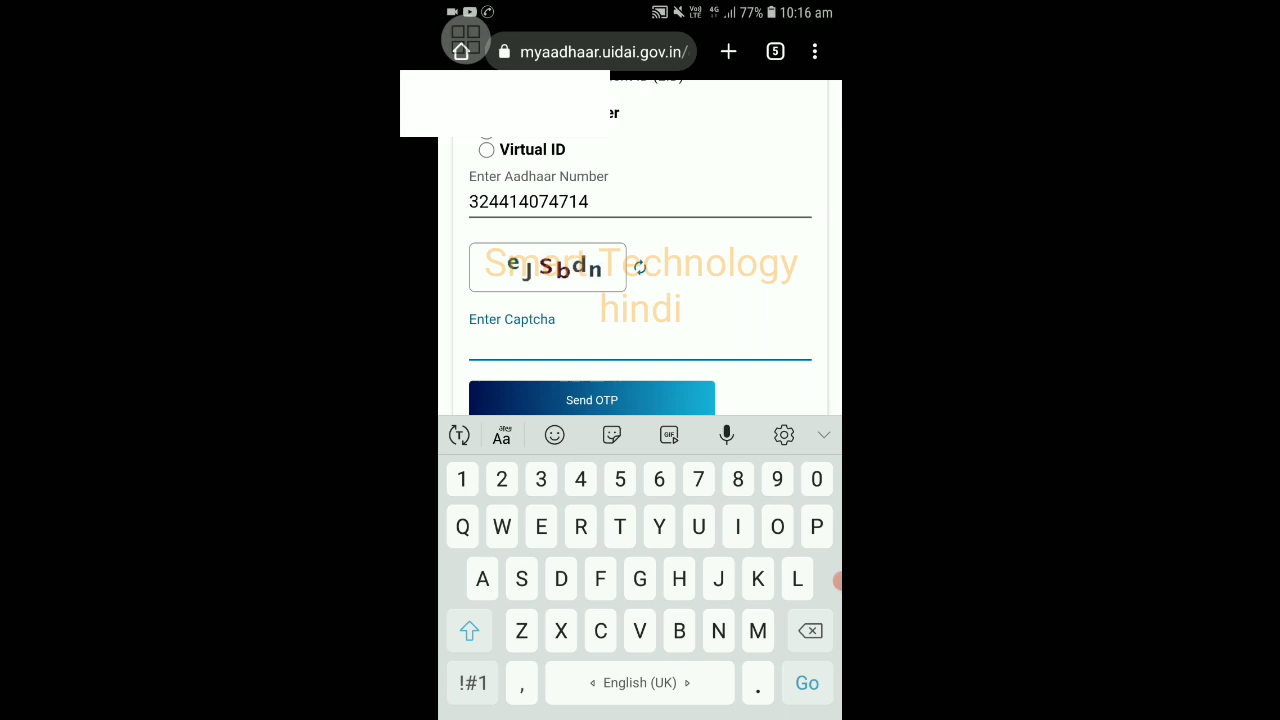 77% 10:16 am
myaadhaar.uidai.gov.in/
5
er
Virtual ID
Enter Aadhaar Number
324414074714
eJSbdn
Smart Technology
hindi
Enter Captcha
Send OTP
Aa
GIF
1 2 3 4 5 6 7 8 9 0
Q W E R T Y U I O P
A S D F G H J K L
Z X C V B N M
!#1 , English (UK) . Go